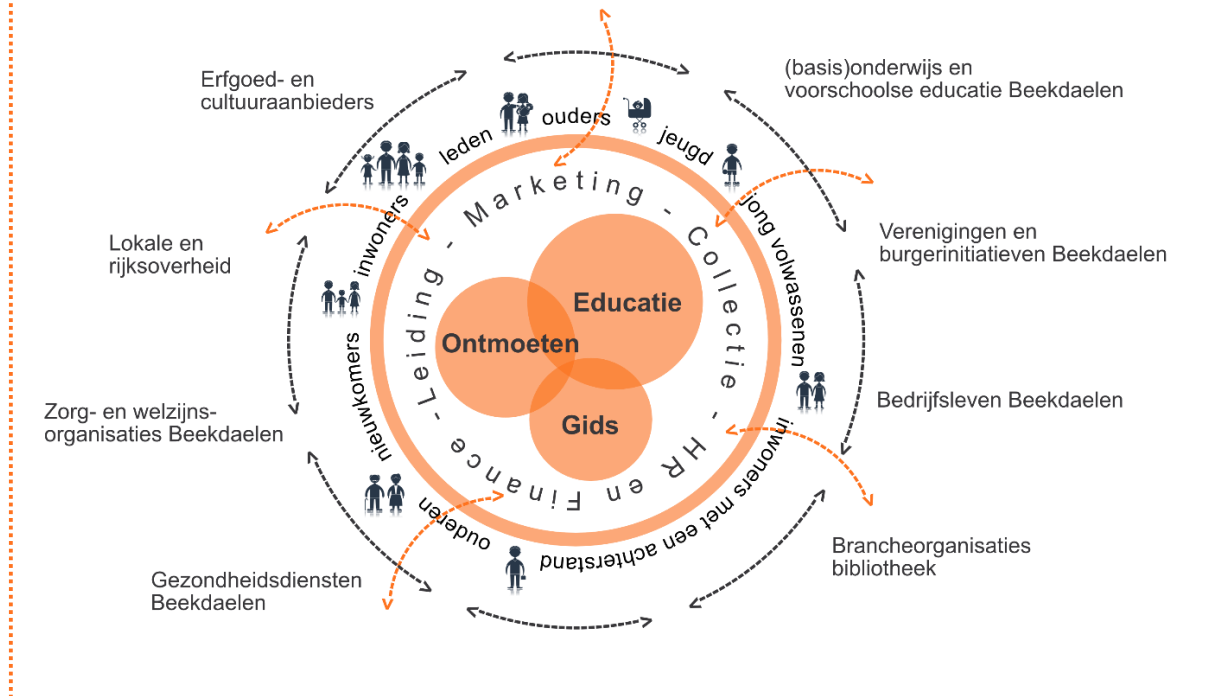 Erfgoed- en
cultuuraanbieders
(basis)onderwijs en
voorschoolse educatie Beekdaelen
Lokale en
rijksoverheid
Verenigingen en
burgerinitiatieven Beekdaelen
Zorg- en welzijns-
organisaties Beekdaelen
Bedrijfsleven Beekdaelen
Gezondheidsdiensten
Beekdaelen
Brancheorganisaties
bibliotheek
leden
ouders
jeugd
jong volwassenen
inwoners met een achterstand
ouderen
nieuwkomers
inwoners
Leiding - Marketing - Collectie - HR en Finance -
Educatie
Ontmoeten
Gids